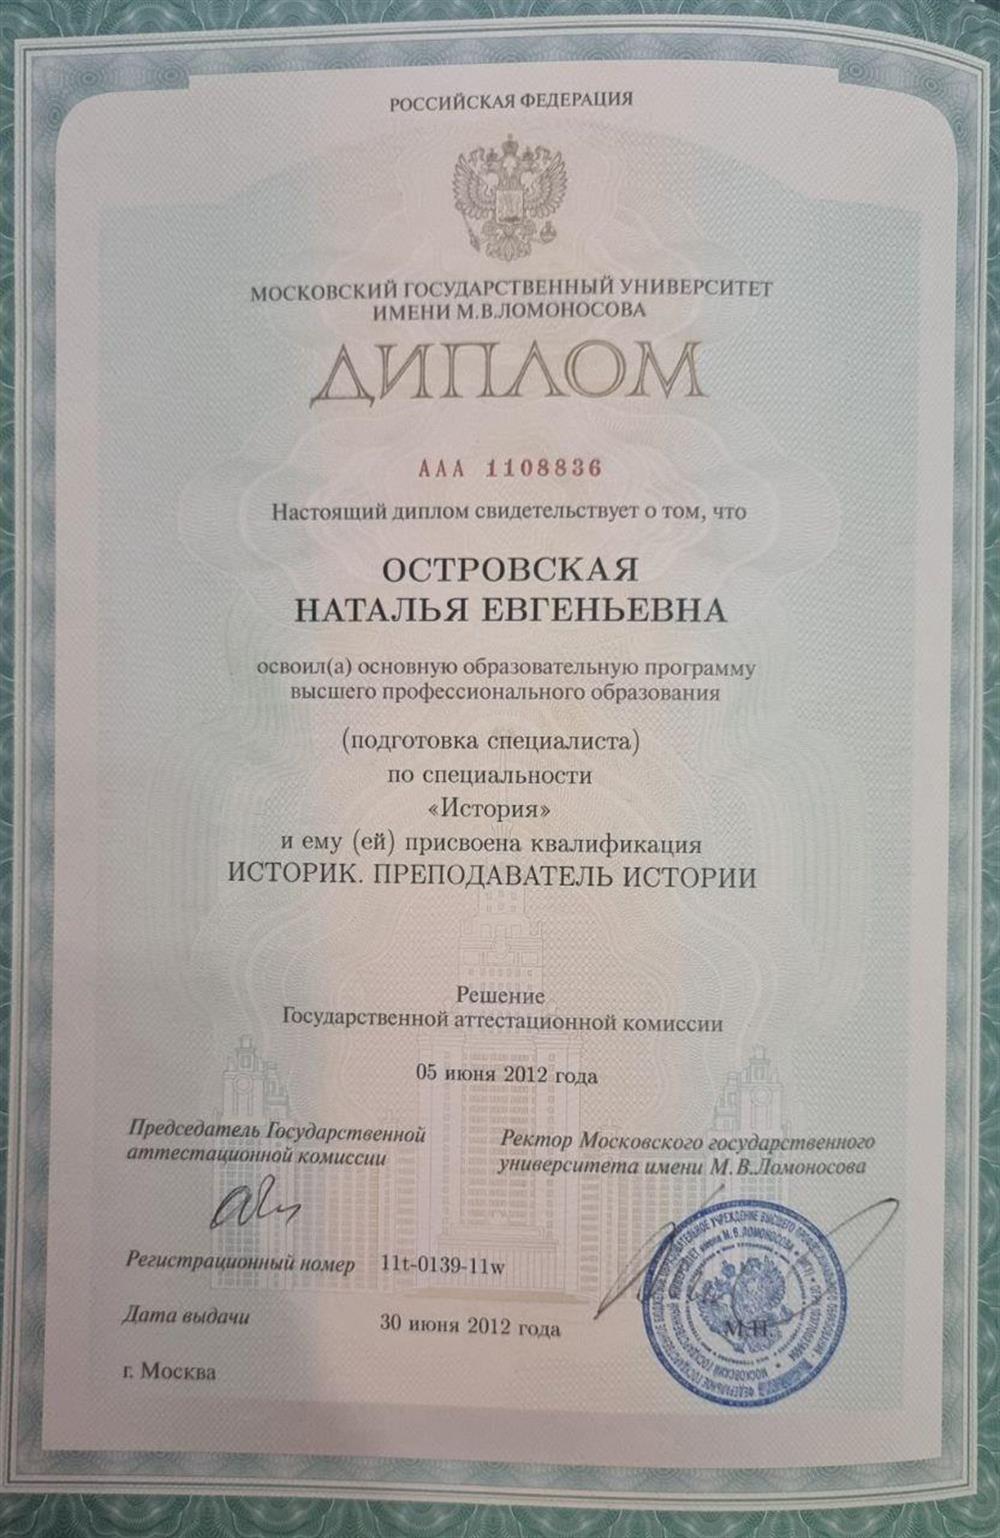 РОССИЙСКАЯ ФЕДЕРАЦИЯ
МОСКОВСКИЙ ГОСУДАРСТВЕННЫЙ УНИВЕРСИТЕТ
ИМЕНИ М.В.ЛОМОНОСОВА
ДИПЛОМ
ААА 1108836
Настоящий диплом свидетельствует о том, что
ОСТРОВСКАЯ
НАТАЛЬЯ ЕВГЕНЬЕВНА
освоил(а) основную образовательную программу
высшего профессионального образования
(подготовка специалиста)
по специальности
«История»
и ему (ей) присвоена квалификация
ИСТОРИК. ПРЕПОДАВАТЕЛЬ ИСТОРИИ
Решение
Государственной аттестационной комиссии
05 июня 2012 года
Председатель Государственной
аттестационной комиссии
Ректор Московского государственного
университета имени М.В.Ломоносова
Регистрационный номер 11t-0139-11w
Дата выдачи 30 июня 2012 года
М.П.
г. Москва